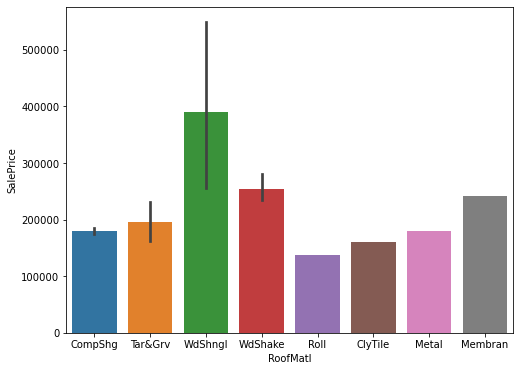 500000
400000
300000
200000
100000
0
SalePrice
CompShg Tar&Grv WdShngl WdShake Roll ClyTile Metal Membran
RoofMatl